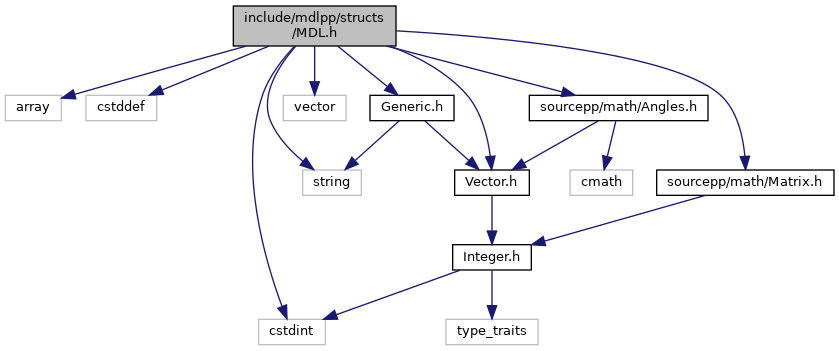 include/mdlpp/structs
/MDL.h
array
cstddef
vector
Generic.h
sourcepp/math/Angles.h
string
Vector.h
cmath
sourcepp/math/Matrix.h
Integer.h
cstdint
type_traits